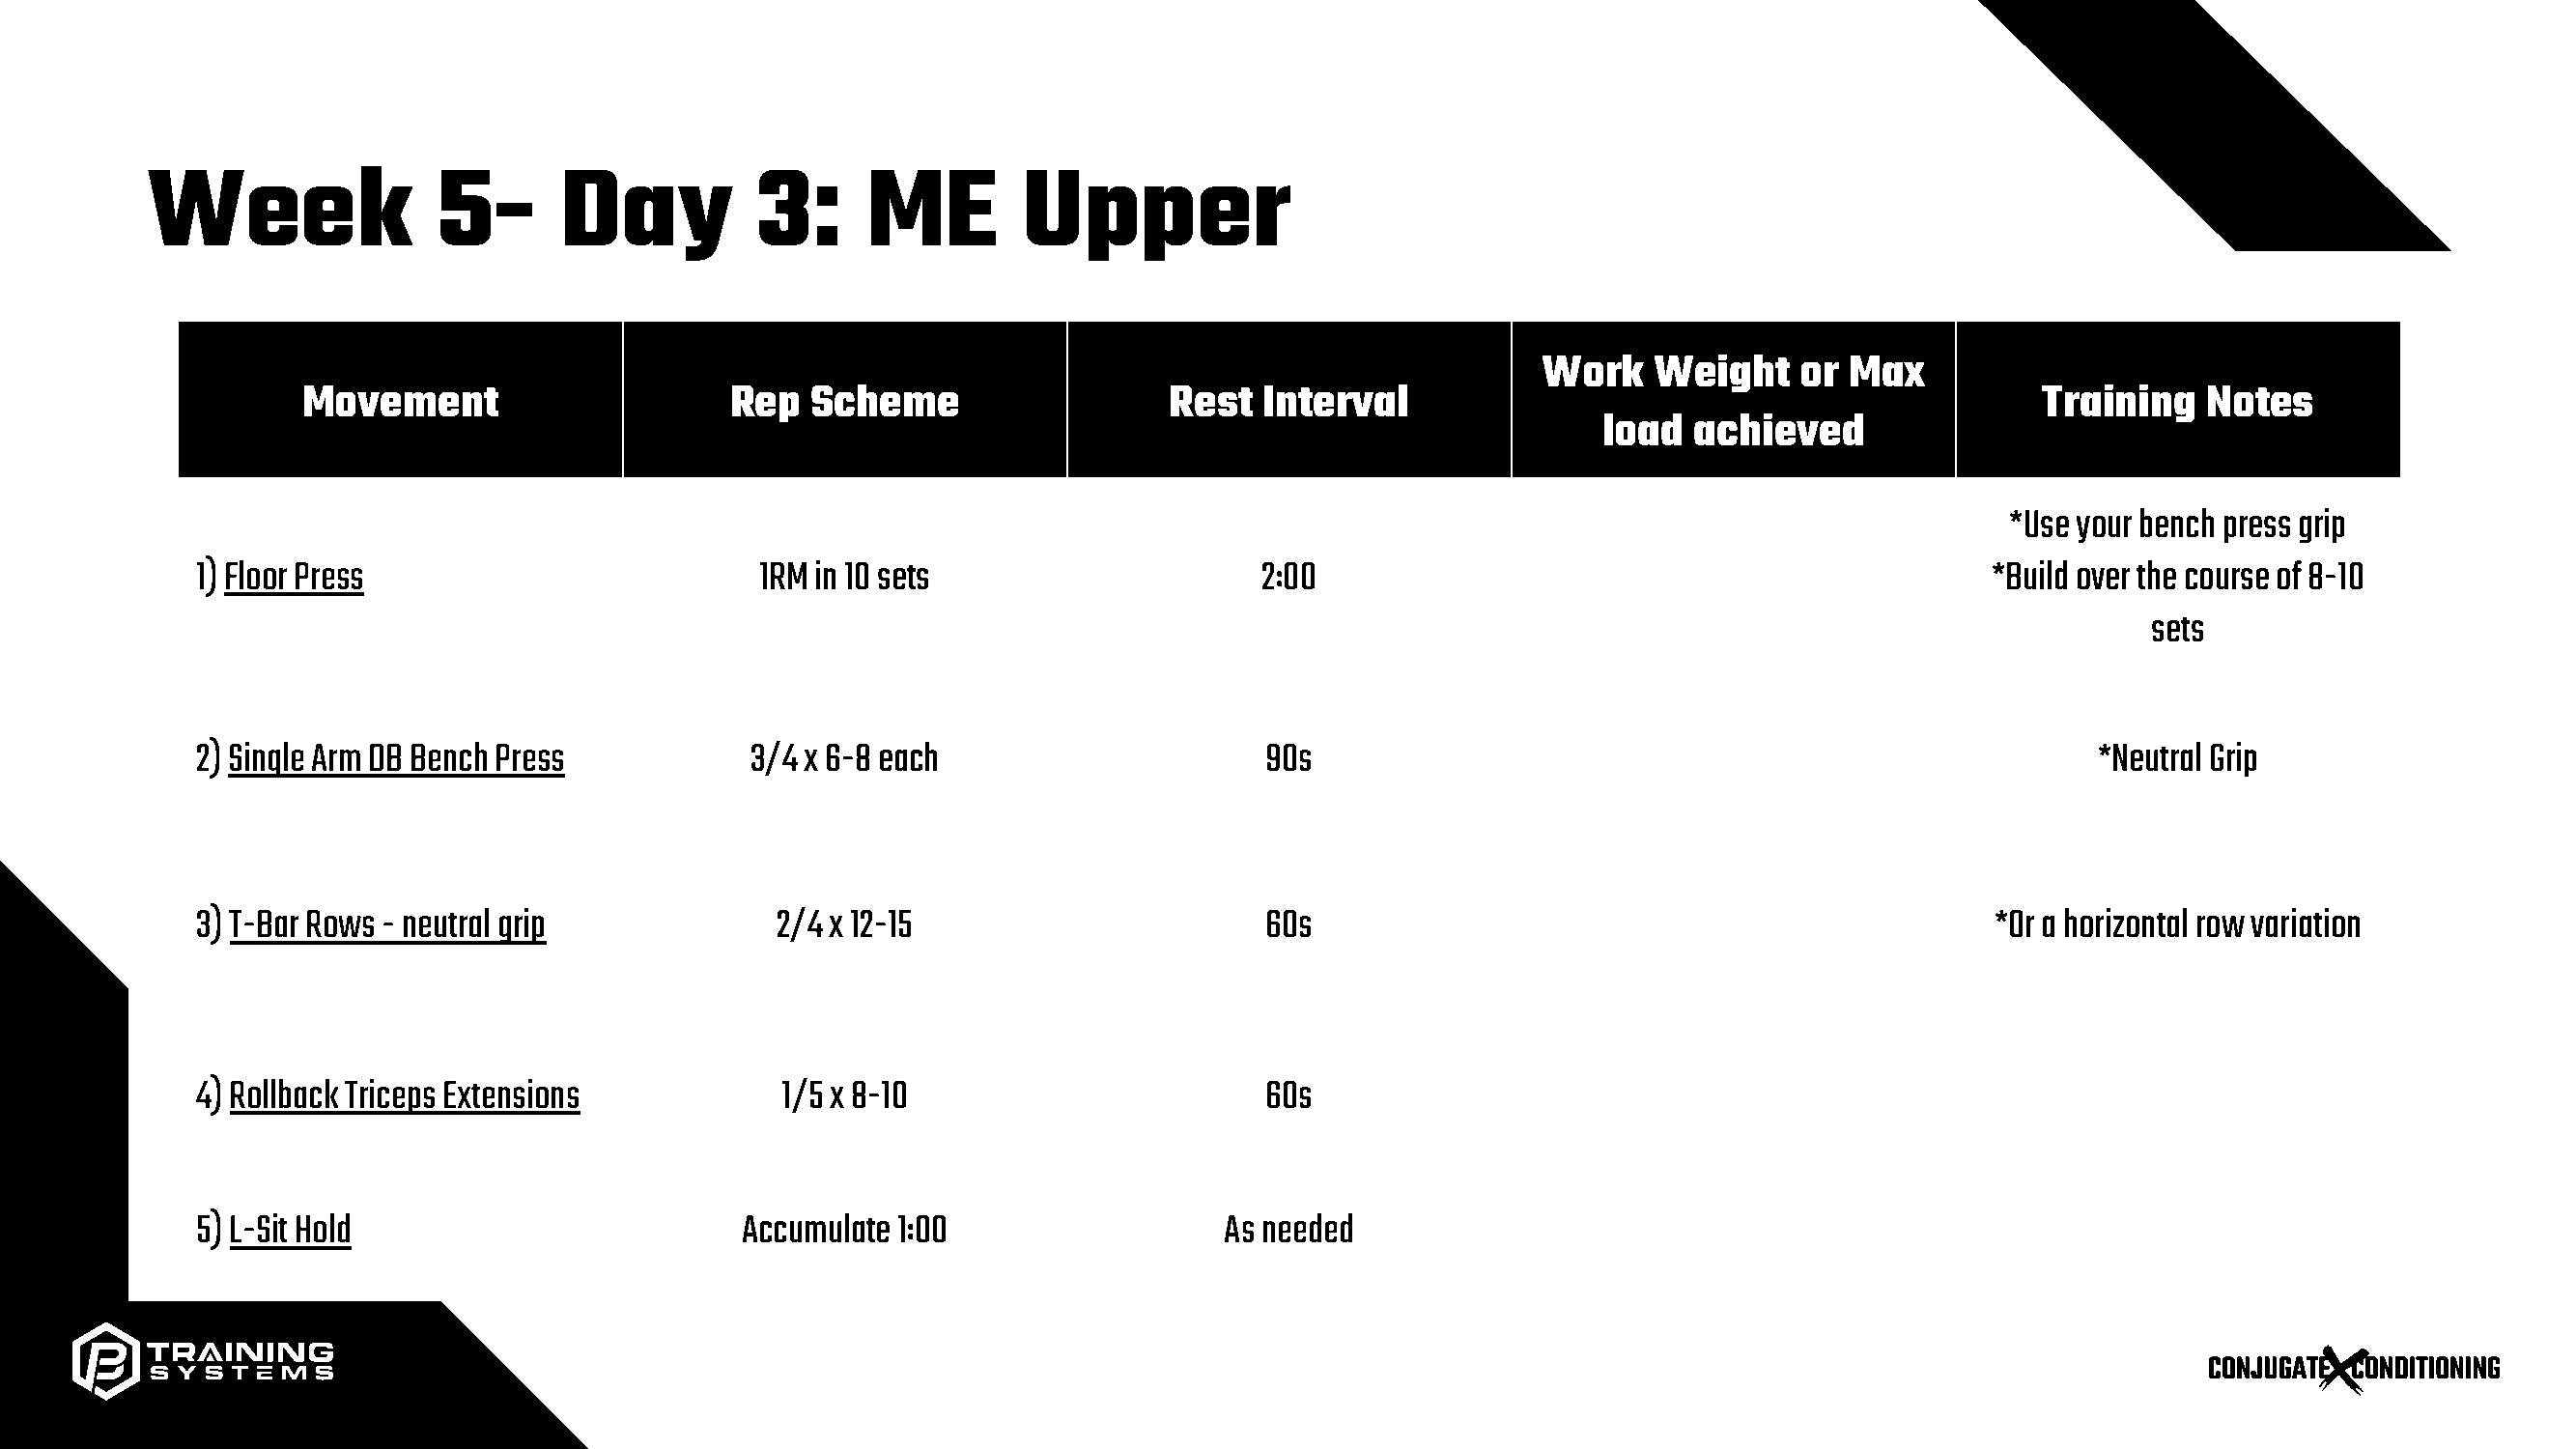 Week 5- Day 3: ME Upper
Movement
Rep Scheme
Rest Interval
Work Weight or Max
load achieved
Training Notes
1) Floor Press
1RM in 10 sets
2:00
*Use your bench press grip
*Build over the course of 8-10
sets
2) Single Arm DB Bench Press
3/4 x 6-8 each
90s
*Neutral Grip
3) T-Bar Rows - neutral grip
2/4 x 12-15
60s
*Or a horizontal row variation
4) Rollback Triceps Extensions
1/5 x 8-10
60s
5) L-Sit Hold
Accumulate 1:00
As needed
TRAINING
SYSTEMS
CONJUGATE X CONDITIONING